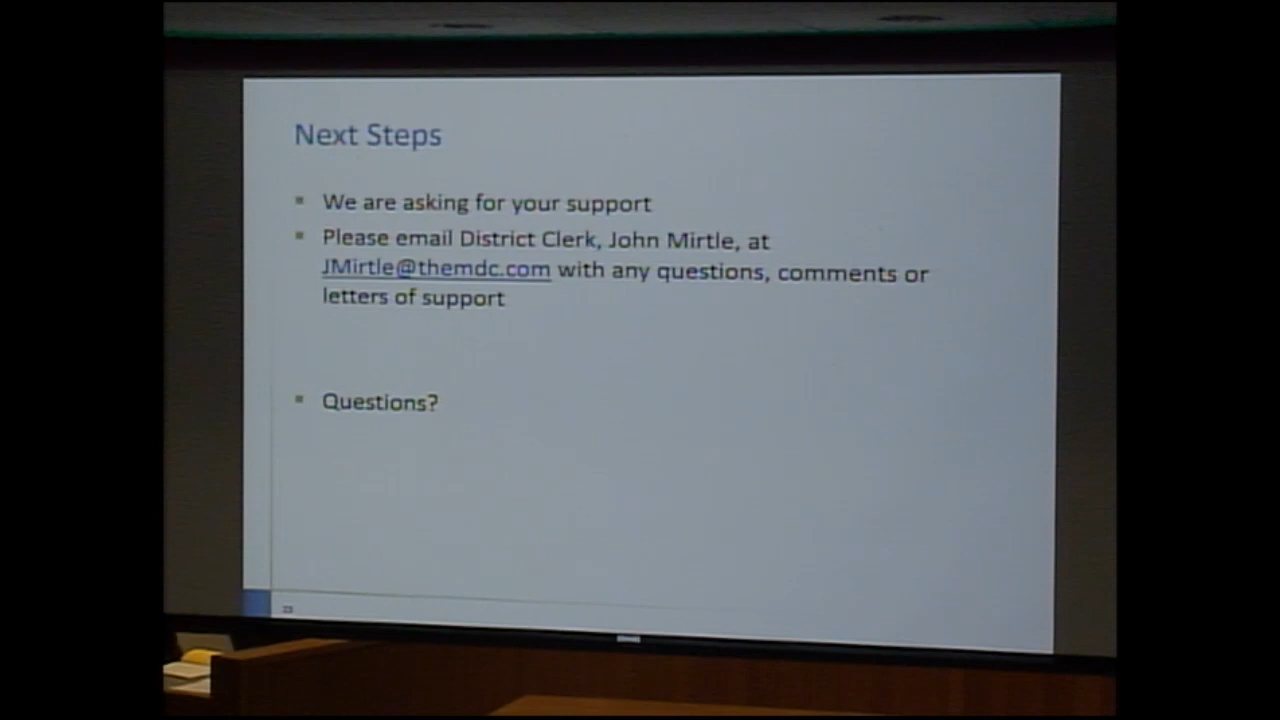 Next Steps
We are asking for your support
Please email District Clerk, John Mirtle, at
JMirtle@themdc.com with any questions, comments or
letters of support
Questions?